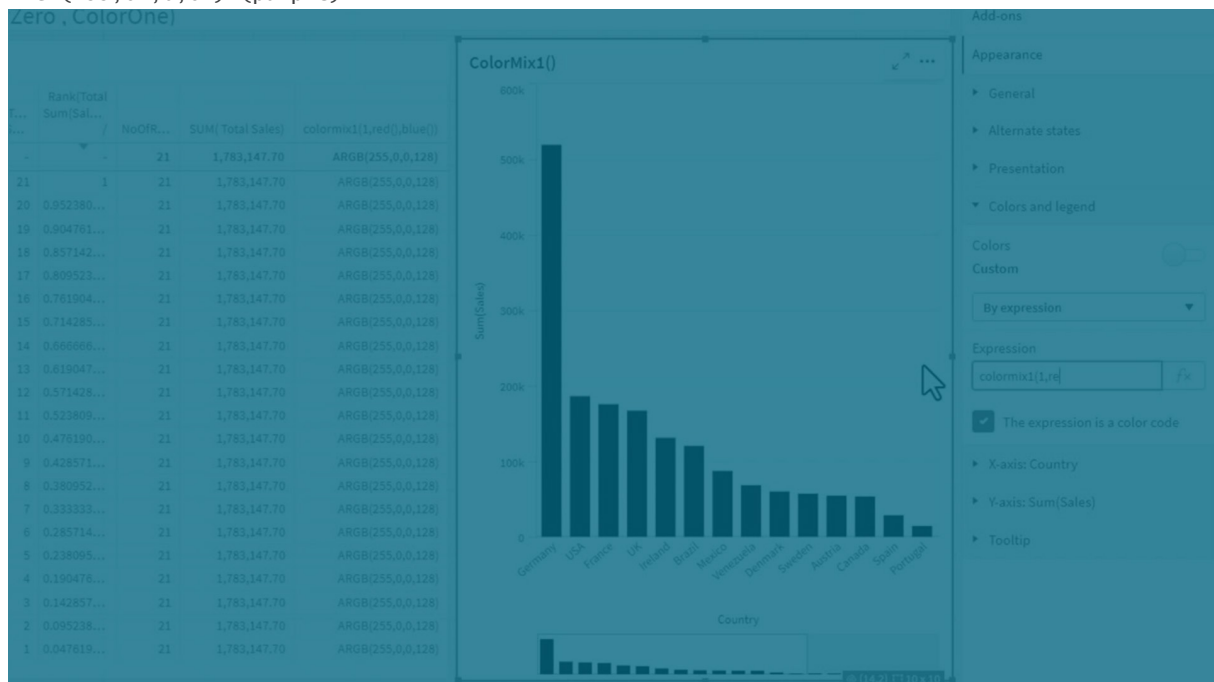 Zero , ColorOne)
Add-ons
ColorMix1()
Appearance
General
Alternate states
Presentation
Colors and legend
Colors
Custom
By expression
Expression
colormix1(1,re
The expression is a color code
X-axis: Country
Y-axis: Sum(Sales)
Tooltip
T... Rank(Total
Sum(Sal... NoOfR... SUM( Total Sales) colormix1(1,red(),blue())
- - 21 1,783,147.70 ARGB(255,0,0,128)
21 1 21 1,783,147.70 ARGB(255,0,0,128)
20 0.952380... 21 1,783,147.70 ARGB(255,0,0,128)
19 0.904761... 21 1,783,147.70 ARGB(255,0,0,128)
18 0.857142... 21 1,783,147.70 ARGB(255,0,0,128)
17 0.809523... 21 1,783,147.70 ARGB(255,0,0,128)
16 0.761904... 21 1,783,147.70 ARGB(255,0,0,128)
15 0.714285... 21 1,783,147.70 ARGB(255,0,0,128)
14 0.666666... 21 1,783,147.70 ARGB(255,0,0,128)
13 0.619047... 21 1,783,147.70 ARGB(255,0,0,128)
12 0.571428... 21 1,783,147.70 ARGB(255,0,0,128)
11 0.523809... 21 1,783,147.70 ARGB(255,0,0,128)
10 0.476190... 21 1,783,147.70 ARGB(255,0,0,128)
9 0.428571... 21 1,783,147.70 ARGB(255,0,0,128)
8 0.380952... 21 1,783,147.70 ARGB(255,0,0,128)
7 0.333333... 21 1,783,147.70 ARGB(255,0,0,128)
6 0.285714... 21 1,783,147.70 ARGB(255,0,0,128)
5 0.238095... 21 1,783,147.70 ARGB(255,0,0,128)
4 0.190476... 21 1,783,147.70 ARGB(255,0,0,128)
3 0.142857... 21 1,783,147.70 ARGB(255,0,0,128)
2 0.095238... 21 1,783,147.70 ARGB(255,0,0,128)
1 0.047619... 21 1,783,147.70 ARGB(255,0,0,128)
600k
500k
400k
300k
200k
100k
0
Sum(Sales)
Germany USA France UK Ireland Brazil Mexico Venezuela Denmark Sweden Austria Canada Spain Portugal
Country